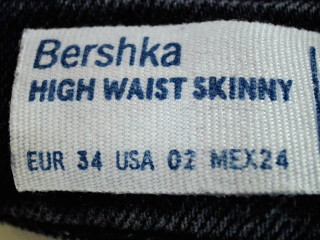 Bershka
HIGH WAIST SKINNY
EUR 34 USA 02 MEX24